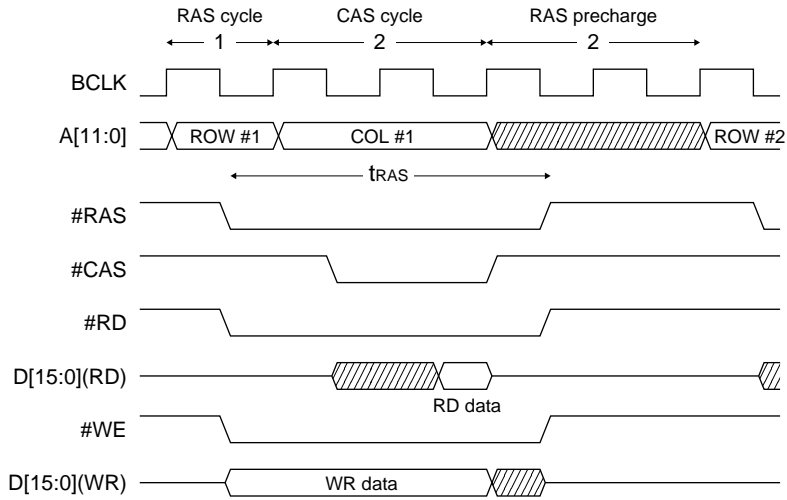 RAS cycle CAS cycle RAS precharge
1 2 2
BCLK
A[11:0] ROW #1 COL #1 ROW #2
tRAS
#RAS
#CAS
#RD
D[15:0](RD)
RD data
#WE
D[15:0](WR) WR data